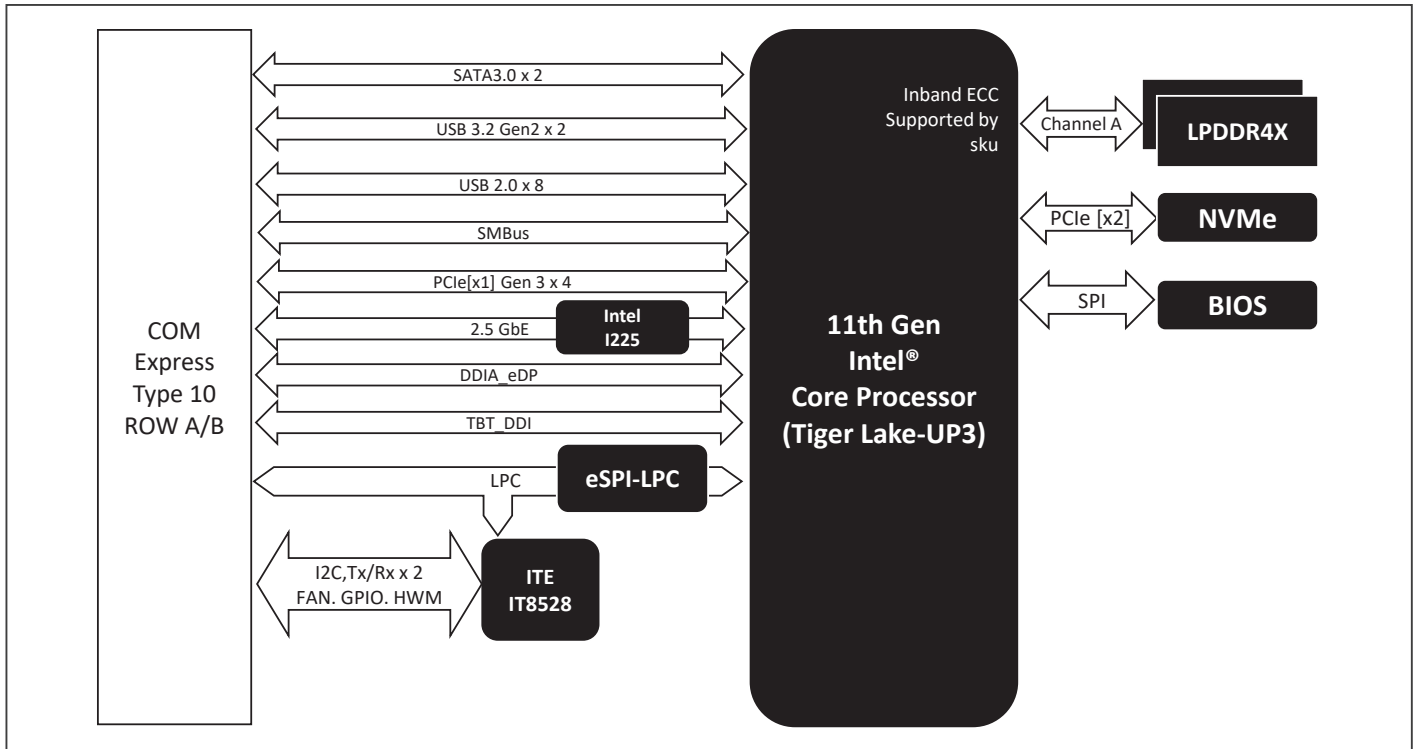 COM
Express
Type 10
ROW A/B
SATA3.0 x 2
USB 3.2 Gen2 x 2
USB 2.0 x 8
SMBus
PCIe[x1] Gen 3 x 4
2.5 GbE
Intel
I225
DDIA_eDP
TBT_DDI
LPC
eSPI-LPC
I2C,Tx/Rx x 2
FAN. GPIO. HWM
ITE
IT8528
Inband ECC
Supported by
sku
11th Gen
Intel®
Core Processor
(Tiger Lake-UP3)
Channel A
LPDDR4X
PCIe [x2]
NVMe
SPI
BIOS